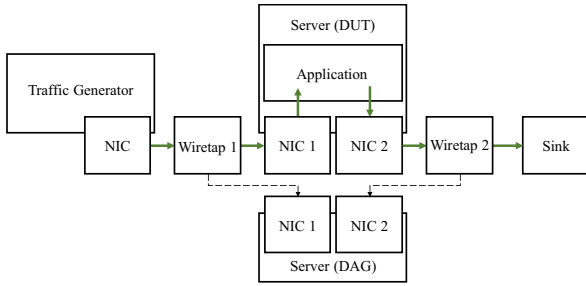 Server (DUT)
Application
Traffic Generator
NIC
Wiretap 1
NIC 1
NIC 2
Wiretap 2
Sink
NIC 1
NIC 2
Server (DAG)